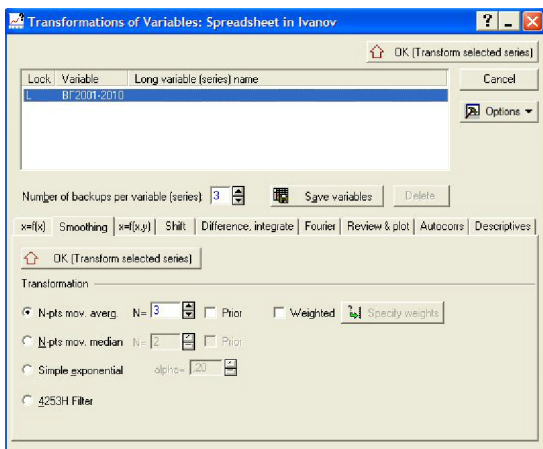 Transformations of Variables: Spreadsheet in Ivanov
OK (Transform selected series)
Lock Variable Long variable (series) name
L BF2001-2010
Cancel
Options
Number of backups per variable (series): 3 Save variables Delete
x=f(x) Smoothing x=f(x,y) Shift Difference, integrate Fourier Review & plot Autocorrs Descriptives
OK (Transform selected series)
Transformation
N-pts mov. averg. N= 3 Prior Weighted Specify weights
N-pts mov. median N= 2 Prior
Simple exponential alpha= .20
4253H Filter